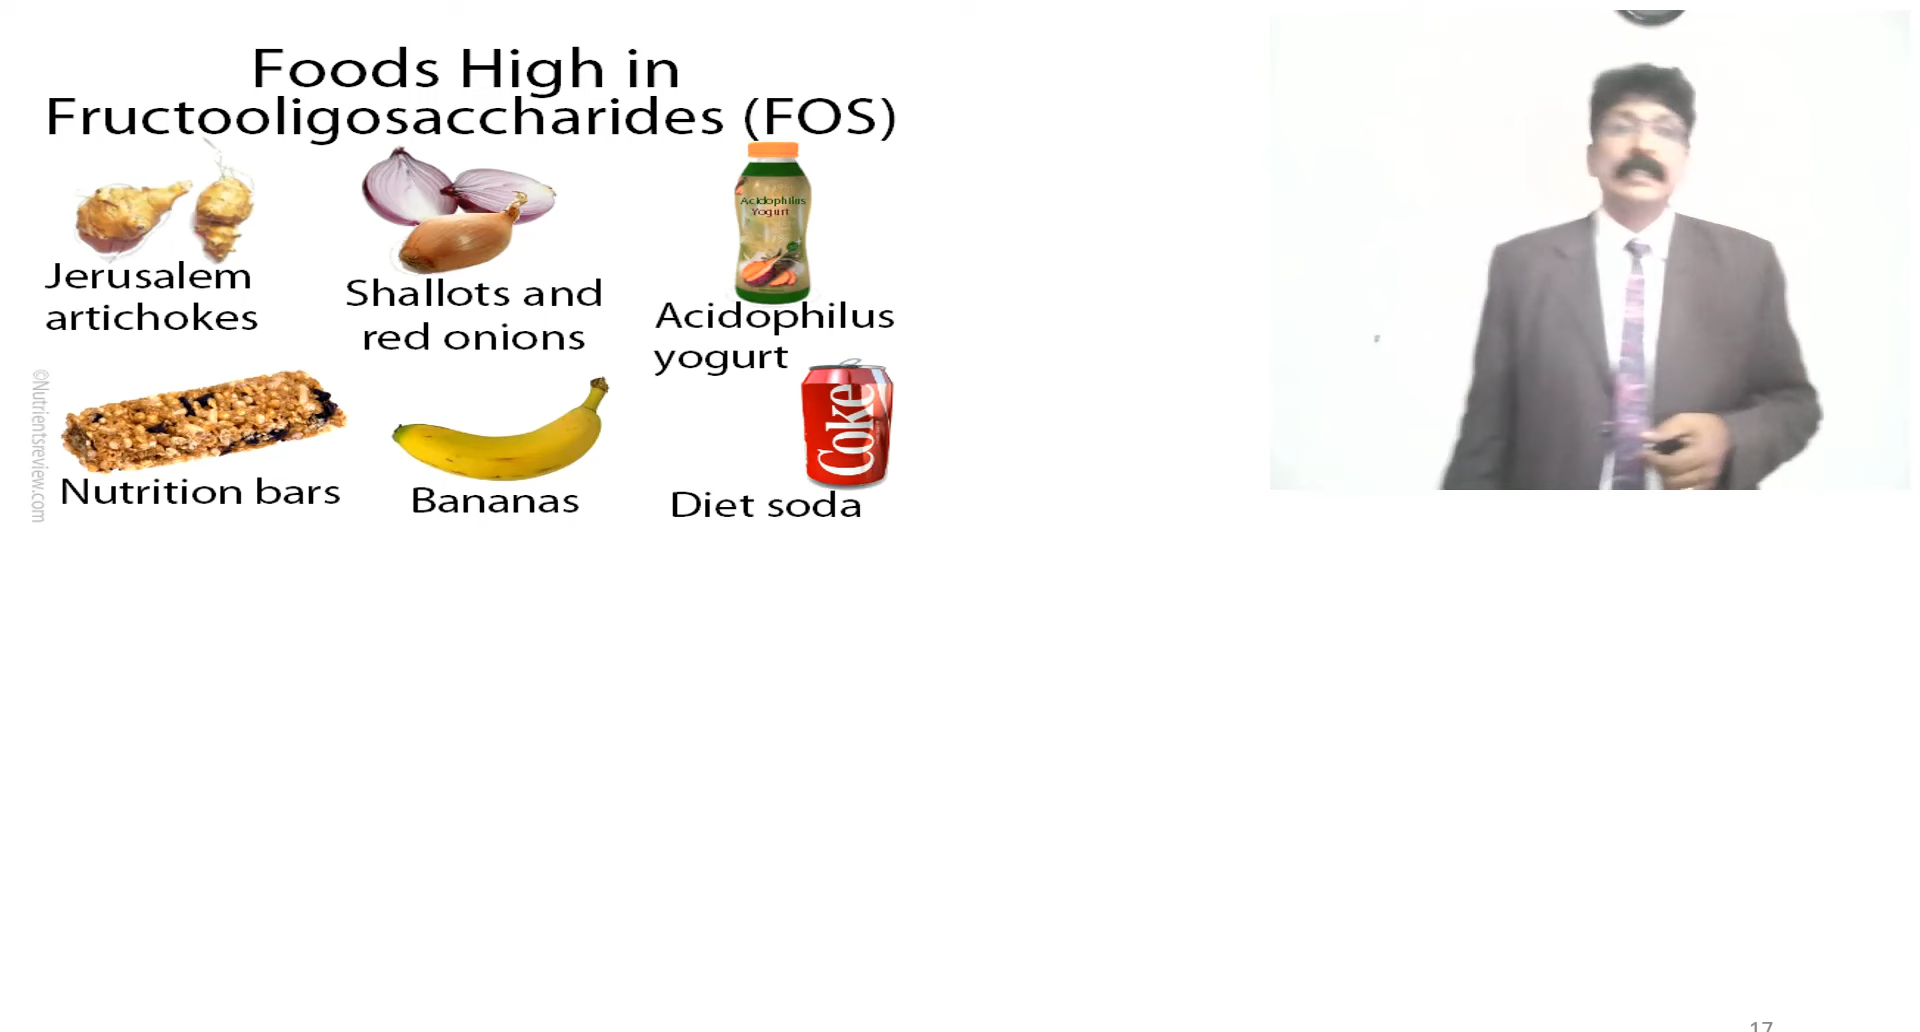 Foods High in
Fructooligosaccharides (FOS)
Acidophilus
Yogurt
Jerusalem
artichokes
Shallots and
red onions
Acidophilus
yogurt
Coke
©Nutrientsreview.com
Nutrition bars
Bananas
Diet soda
17